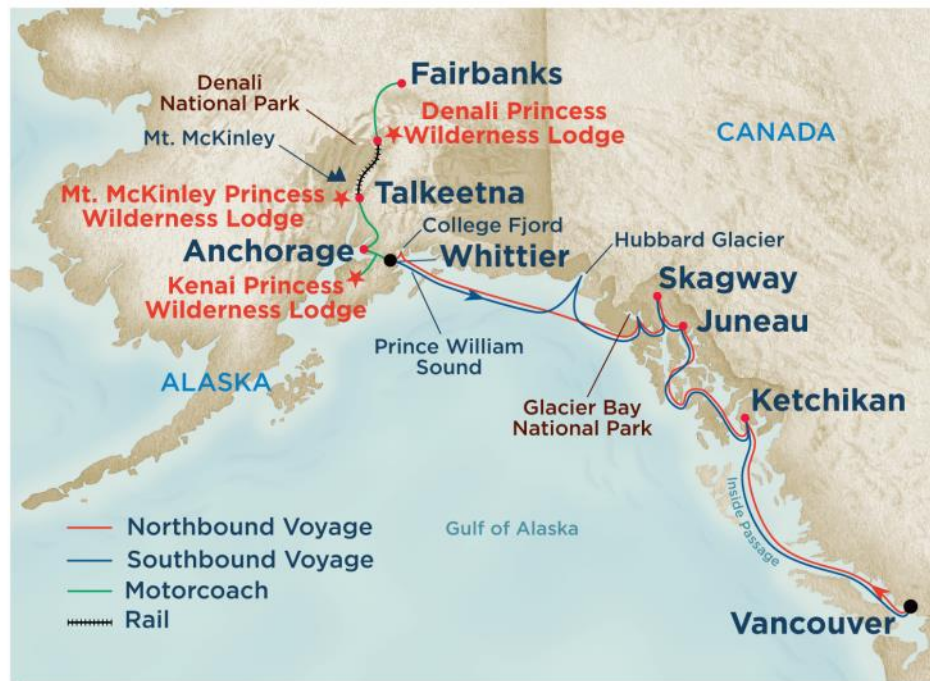 Fairbanks
Denali
National Park
Denali Princess
Wilderness Lodge
Mt. McKinley
CANADA
Mt. McKinley Princess
Wilderness Lodge
Talkeetna
College Fjord
Anchorage
Whittier
Hubbard Glacier
Kenai Princess
Wilderness Lodge
Skagway
Juneau
Prince William
Sound
ALASKA
Glacier Bay
National Park
Ketchikan
Inside Passage
Gulf of Alaska
Northbound Voyage
Southbound Voyage
Motorcoach
Rail
Vancouver